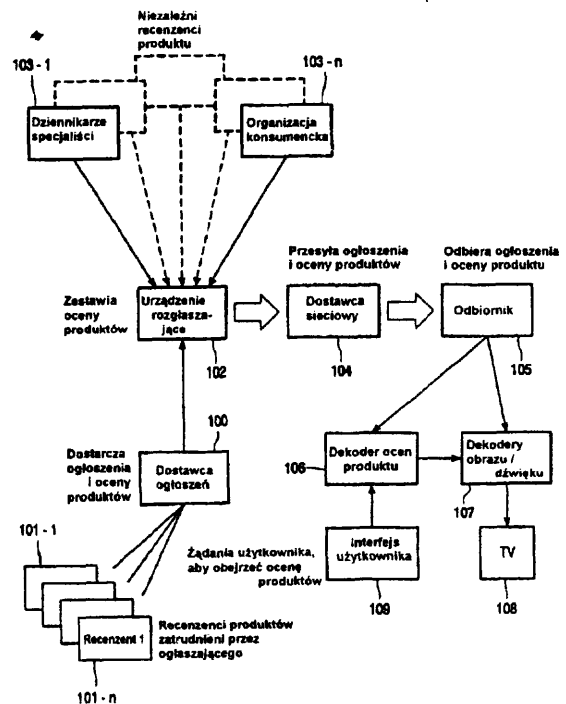 Niezależni
recenzenci
produktu
103 - 1
103 - n
Dziennikarze
specjaliści
Organizacja
konsumencka
Przesyła ogłoszenia
i oceny produktów
Odbiera ogłoszenia
i oceny produktu
Zestawia
oceny
produktów
Urządzenie
rozgłasza-
jące
Dostawca
sieciowy
Odbiornik
102
104
105
100
Dostarcza
ogłoszenia
i oceny
produktów
Dostawca
ogłoszeń
106
Dekoder ocen
produktu
Dekodery
obrazu /
dźwięku
107
101 - 1
Żądania użytkownika,
aby obejrzeć ocenę
produktów
Interfejs
użytkownika
TV
109
108
Recenzent 1
Recenzenci produktów
zatrudnieni przez
ogłaszającego
101 - n